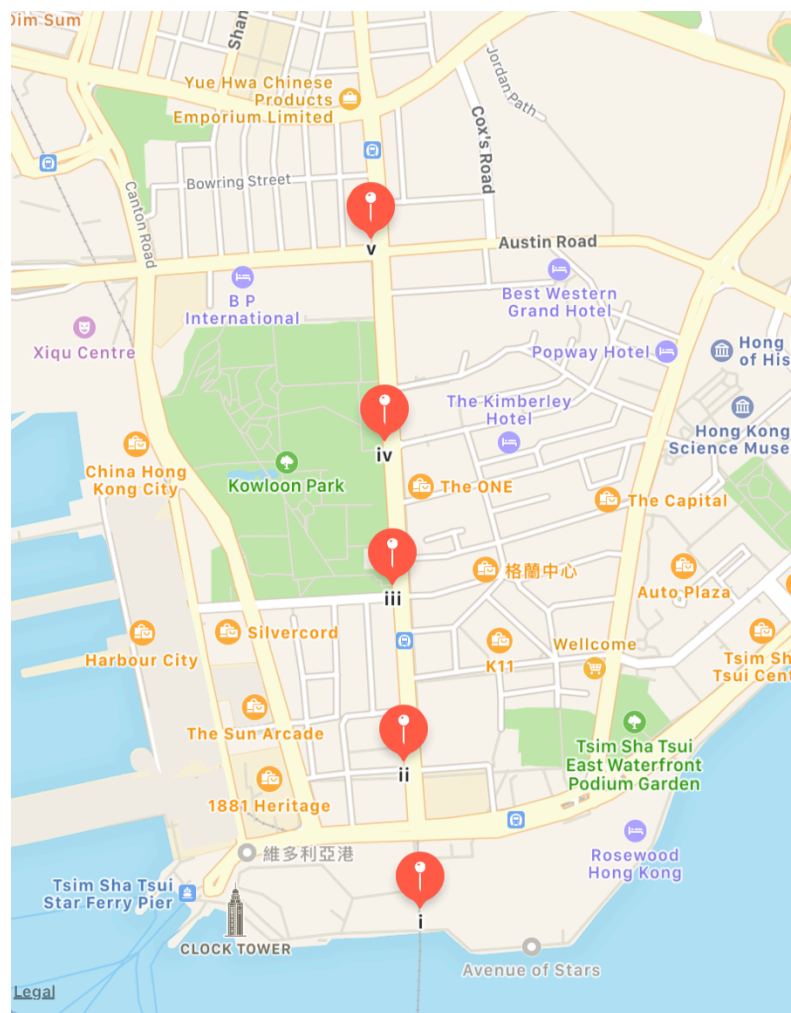 Dim Sum
Shan
Yue Hwa Chinese
Products
Emporium Limited
Jordan Path
Cox's Road
Bowring Street
Canton Road
v
Austin Road
B P
International
Best Western
Grand Hotel
Xiqu Centre
Popway Hotel
Hong
of His
The Kimberley
Hotel
Hong Kong
Science Muse
iv
China Hong
Kong City
Kowloon Park
The ONE
The Capital
格蘭中心
Auto Plaza
iii
Silvercord
Harbour City
K11
Wellcome
Tsim Sh
Tsui Cent
The Sun Arcade
Tsim Sha Tsui
East Waterfront
Podium Garden
ii
1881 Heritage
維多利亞港
Rosewood
Hong Kong
Tsim Sha Tsui
Star Ferry Pier
i
CLOCK TOWER
Avenue of Stars
Legal